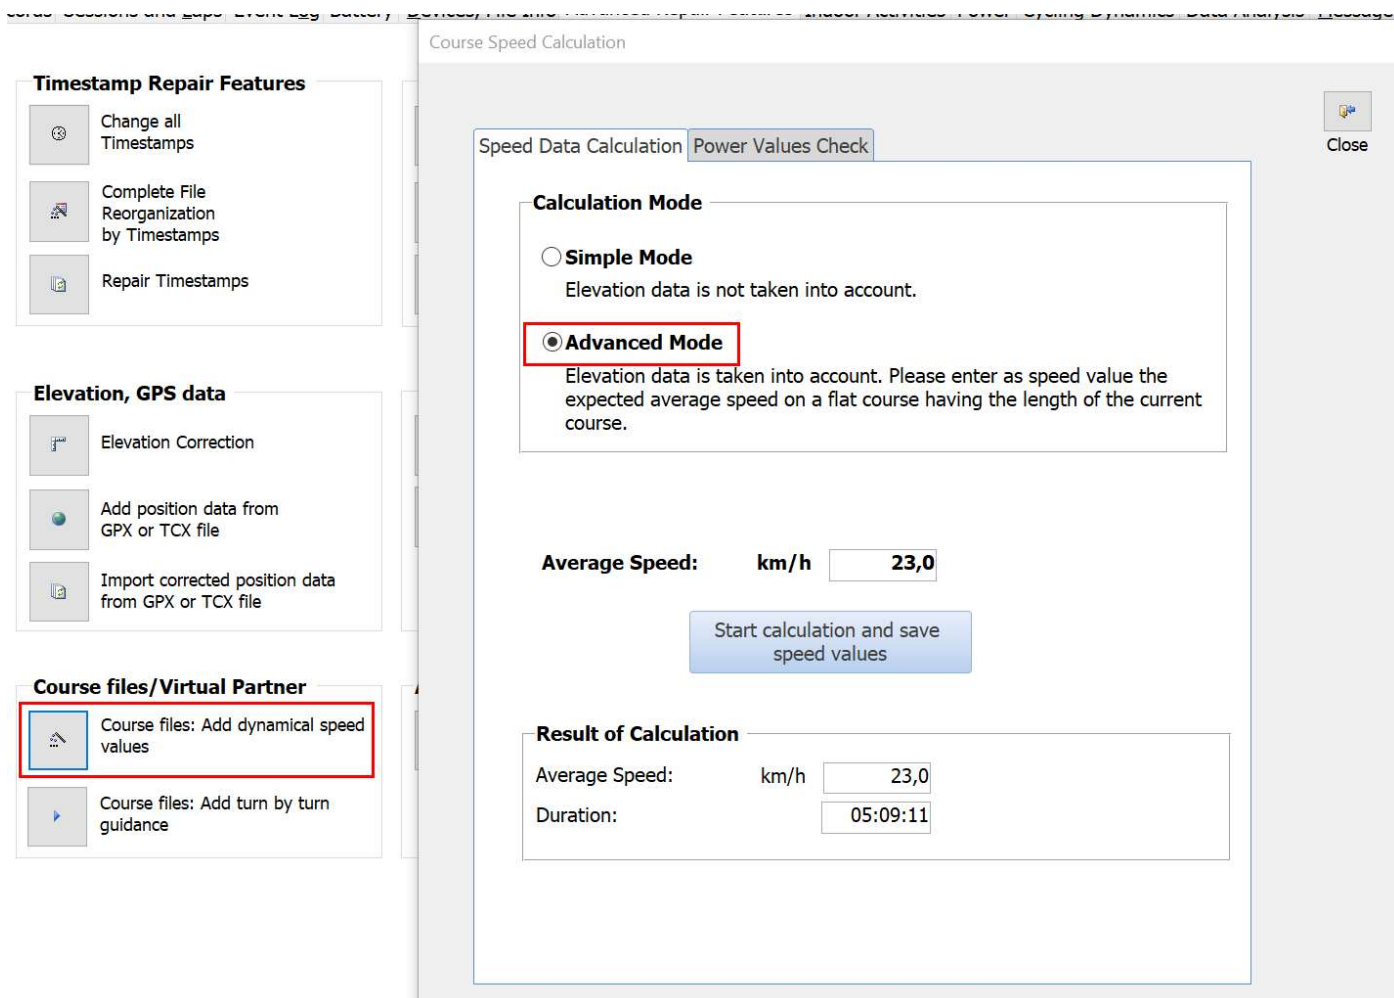 Course Speed Calculation
Timestamp Repair Features
Change all
Timestamps
Complete File
Reorganization
by Timestamps
Repair Timestamps
Elevation, GPS data
Elevation Correction
Add position data from
GPX or TCX file
Import corrected position data
from GPX or TCX file
Course files/Virtual Partner
Course files: Add dynamical speed
values
Course files: Add turn by turn
guidance
Close
Speed Data Calculation Power Values Check
Calculation Mode
Simple Mode
Elevation data is not taken into account.
Advanced Mode
Elevation data is taken into account. Please enter as speed value the
expected average speed on a flat course having the length of the current
course.
Average Speed: km/h 23,0
Start calculation and save
speed values
Result of Calculation
Average Speed: km/h 23,0
Duration: 05:09:11